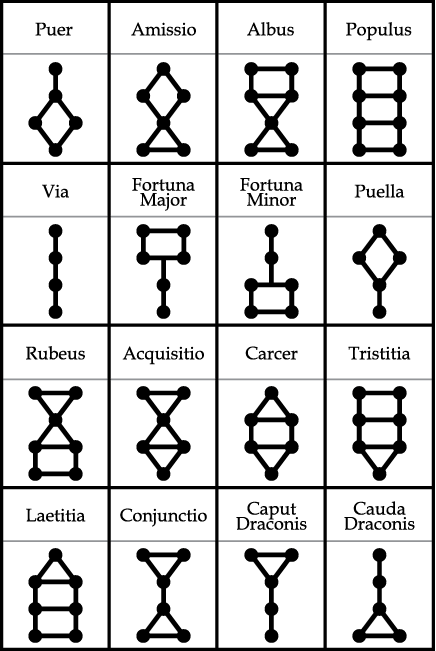 Puer
Amissio
Albus
Populus
Via
Fortuna
Major
Fortuna
Minor
Puella
Rubeus
Acquisitio
Carcer
Tristitia
Laetitia
Conjunctio
Caput
Draconis
Cauda
Draconis